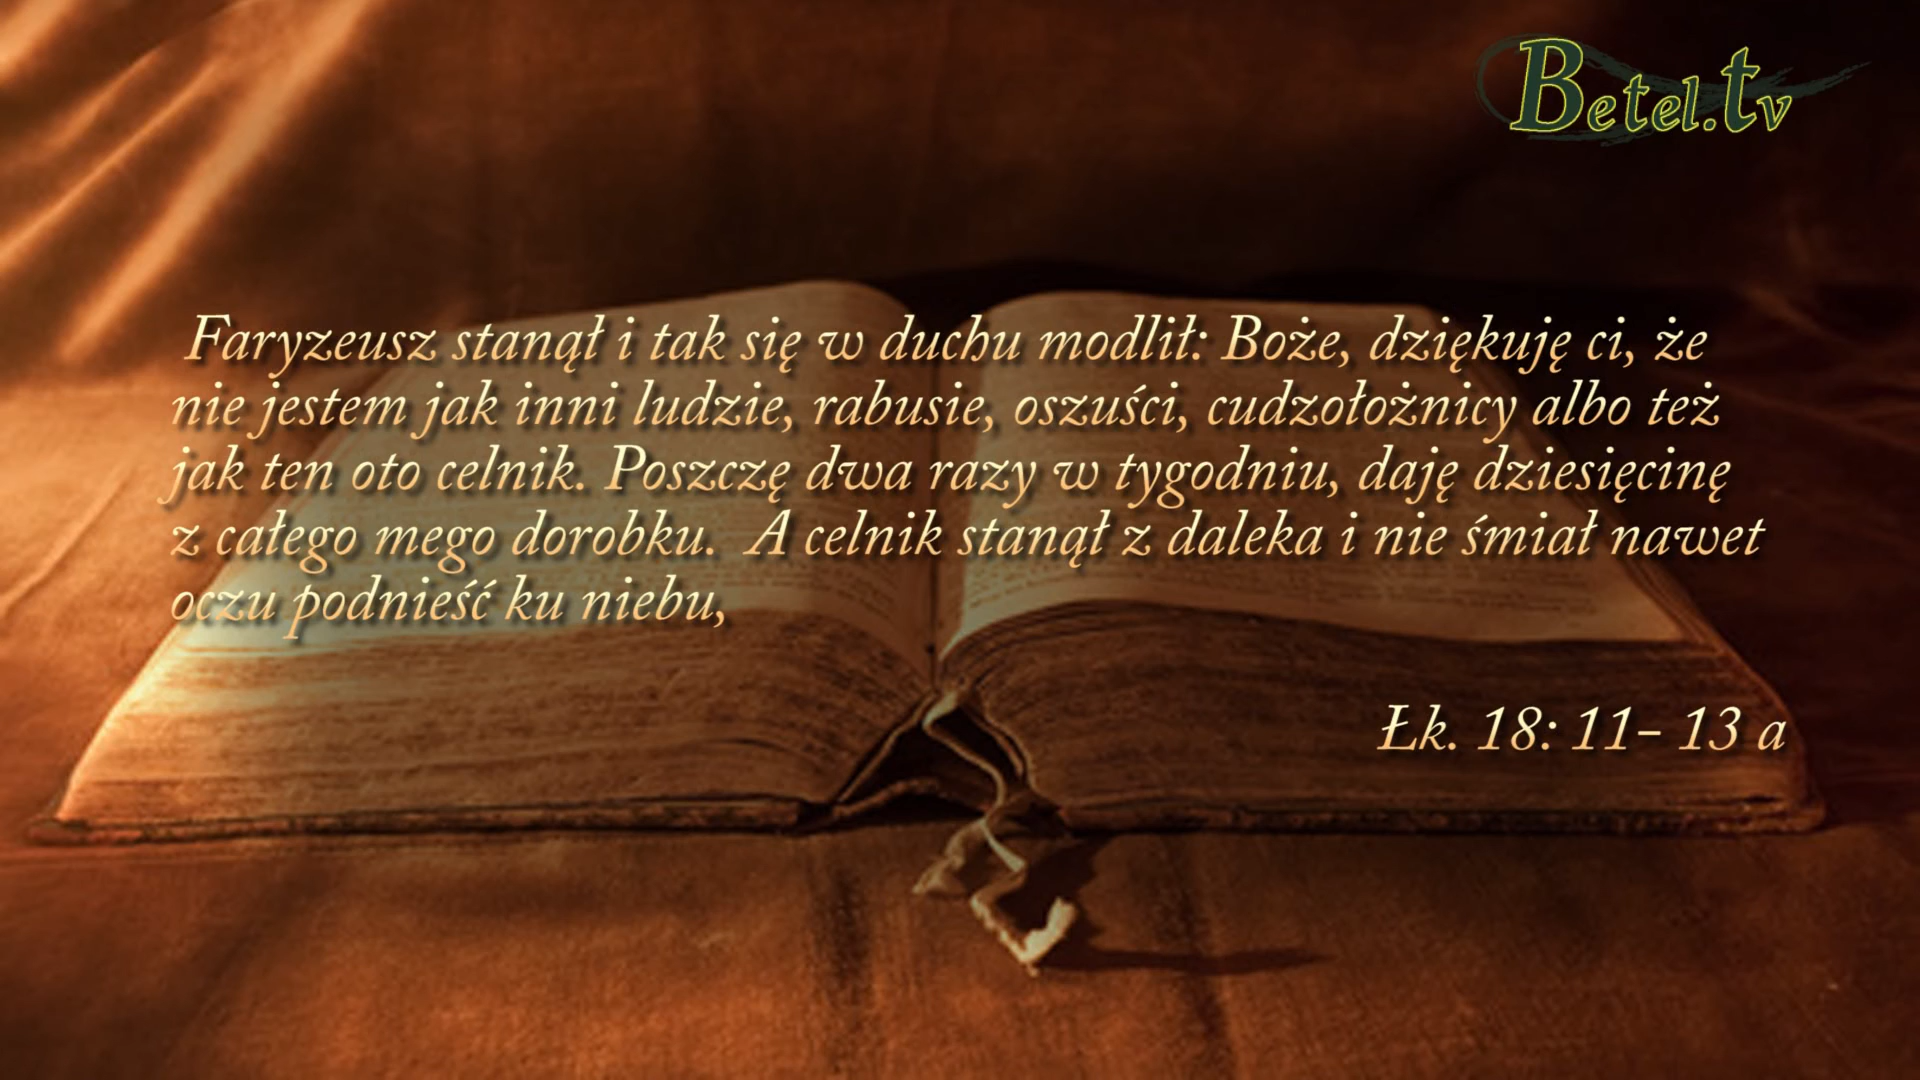 Betel.tv
Faryzeusz stanął i tak się w duchu modlił: Boże, dziękuję ci, że
nie jestem jak inni ludzie, rabusie, oszuści, cudzołożnicy albo też
jak ten oto celnik. Poszczę dwa razy w tygodniu, daję dziesięcinę
z całego mego dorobku.  A celnik stanął z daleka i nie śmiał nawet
oczu podnieść ku niebu,
Łk. 18: 11- 13 a